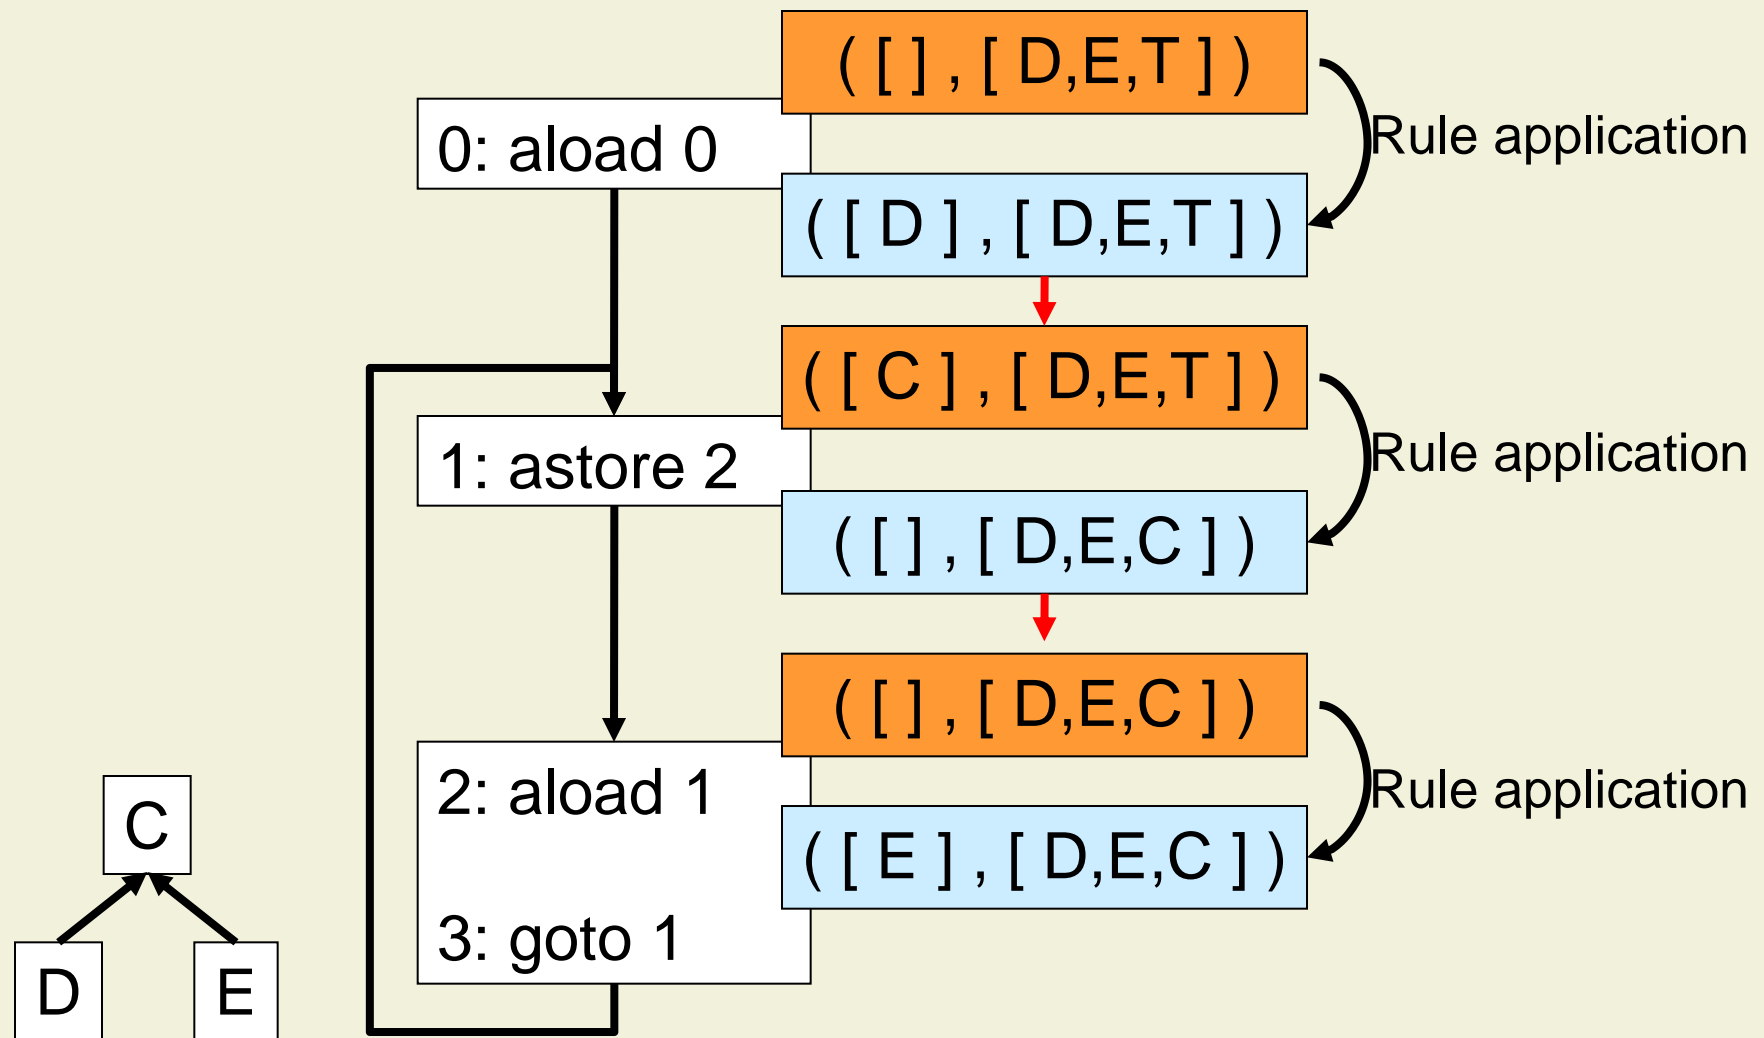 ( [ ] , [ D,E,T ] )
0: aload 0
Rule application
( [ D ] , [ D,E,T ] )
( [ C ] , [ D,E,T ] )
1: astore 2
Rule application
( [ ] , [ D,E,C ] )
( [ ] , [ D,E,C ] )
2: aload 1
Rule application
( [ E ] , [ D,E,C ] )
3: goto 1
C
D
E